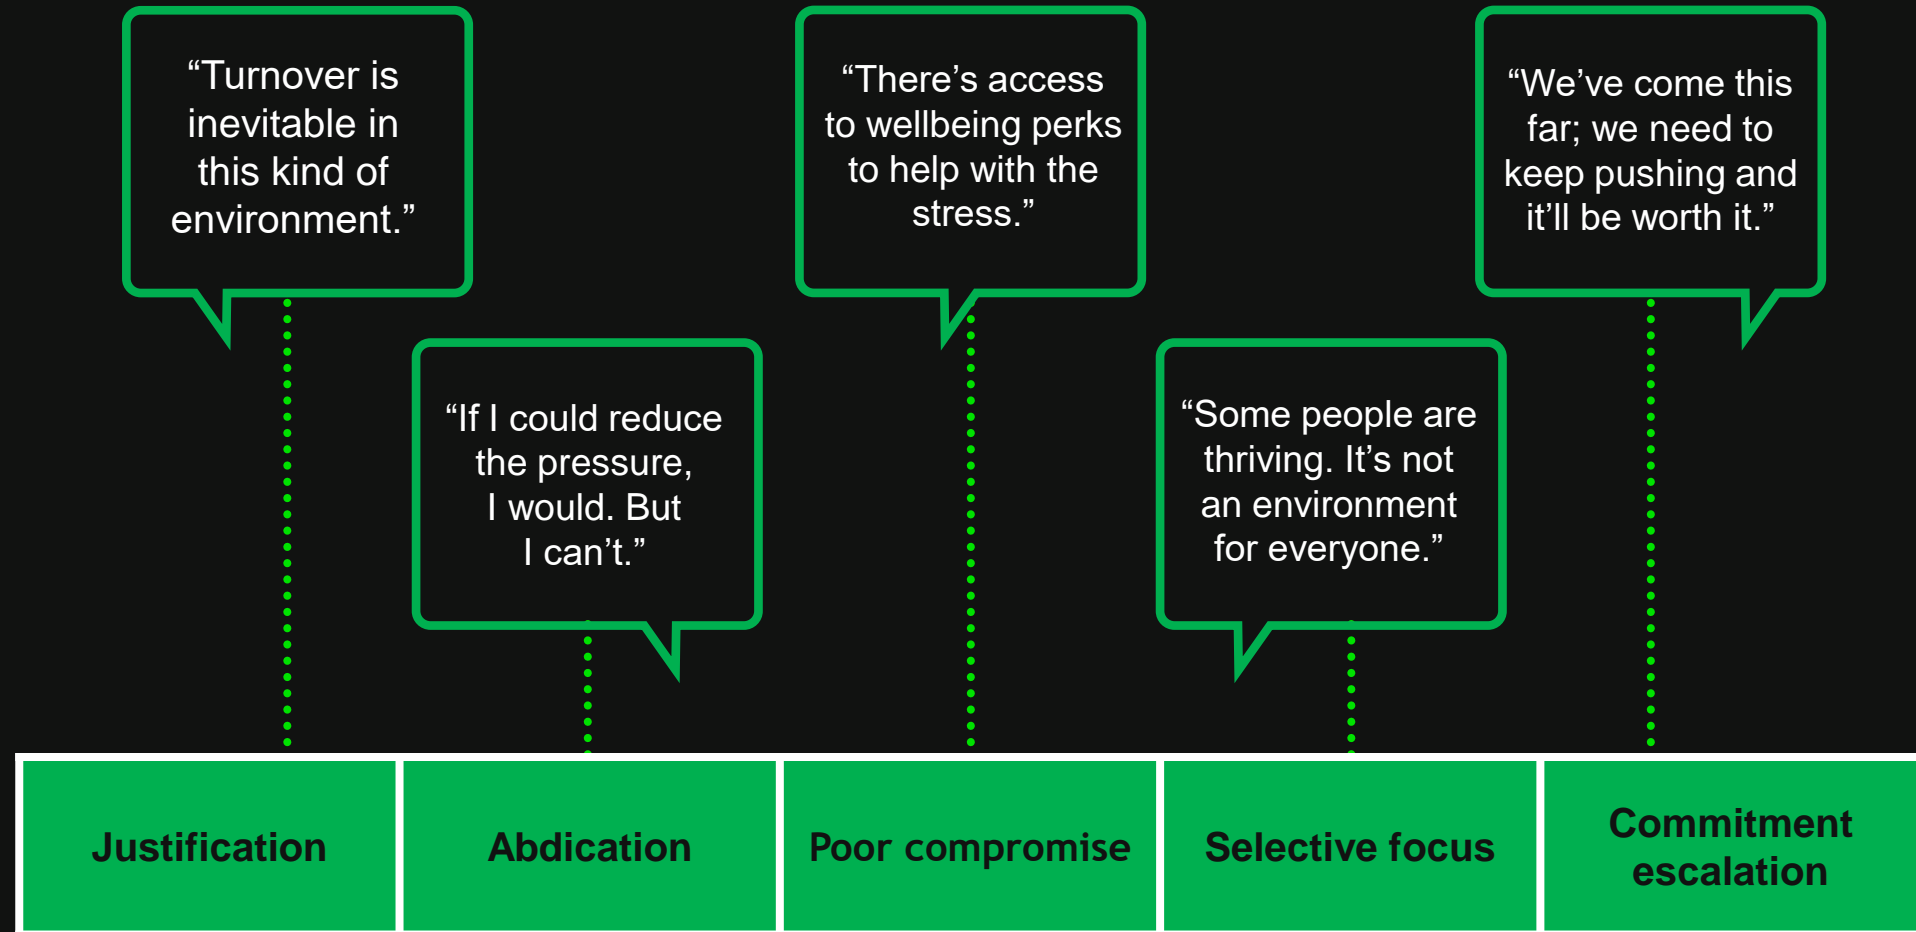 “Turnover is
inevitable in
this kind of
environment.”
“If I could reduce
the pressure,
I would. But
I can’t.”
“There’s access
to wellbeing perks
to help with the
stress.”
“Some people are
thriving. It’s not
an environment
for everyone.”
“We’ve come this
far; we need to
keep pushing and
it’ll be worth it.”
Justification
Abdication
Poor compromise
Selective focus
Commitment
escalation